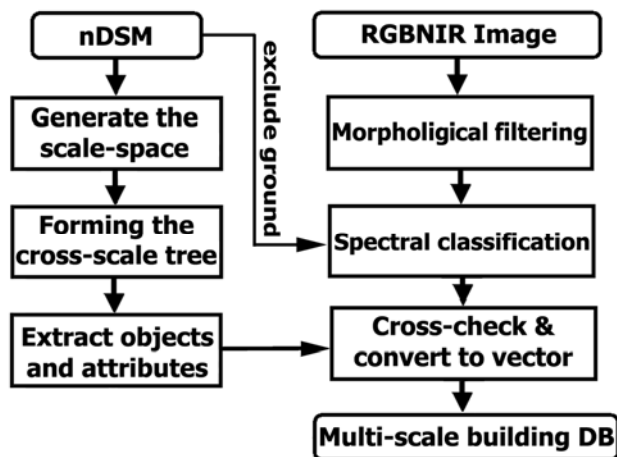 nDSM
Generate the
scale-space
Forming the
cross-scale tree
Extract objects
and attributes
exclude ground
RGBNIR Image
Morpholigical filtering
Spectral classification
Cross-check &
convert to vector
Multi-scale building DB